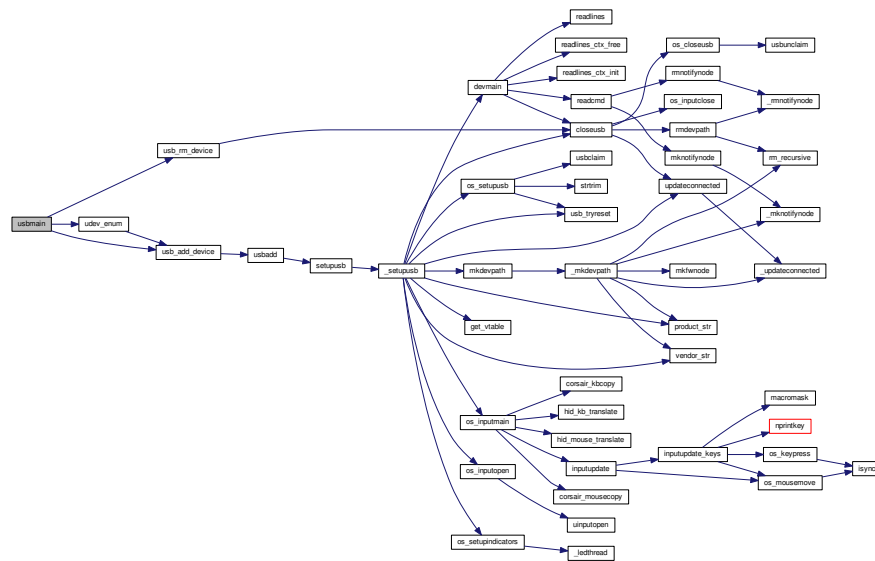 readlines
readlines_ctx_free
os_closeusb
usbunclaim
readlines_ctx_init
rmnotifynode
devmain
readcmd
os_inputclose
_rmnotifynode
closeusb
rmdevpath
usb_rm_device
usbclaim
mknotifynode
rm_recursive
os_setupusb
strtrim
updateconnected
usb_tryreset
_mknotifynode
usbmain
udev_enum
usb_add_device
usbadd
setupusb
_setupusb
mkdevpath
_mkdevpath
mkfwnode
_updateconnected
get_vtable
product_str
vendor_str
corsair_kbcopy
macromask
hid_kb_translate
os_inputmain
nprintkey
hid_mouse_translate
inputupdate_keys
os_keypress
os_inputopen
inputupdate
isync
os_mousemove
corsair_mousecopy
uinputopen
os_setupindicators
_ledthread